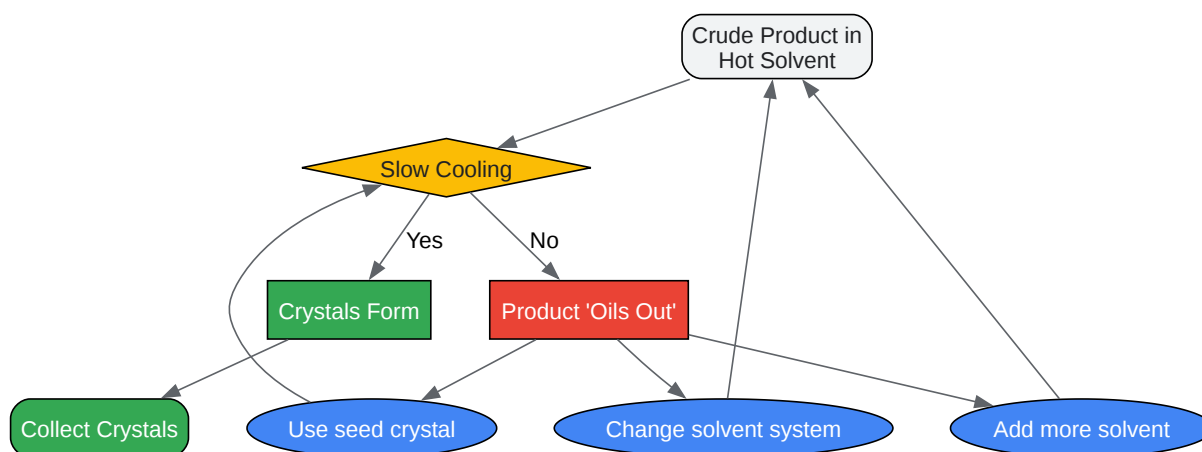 Crude Product in
Hot Solvent
Slow Cooling
Yes
No
Crystals Form
Product 'Oils Out'
Collect Crystals
Use seed crystal
Change solvent system
Add more solvent